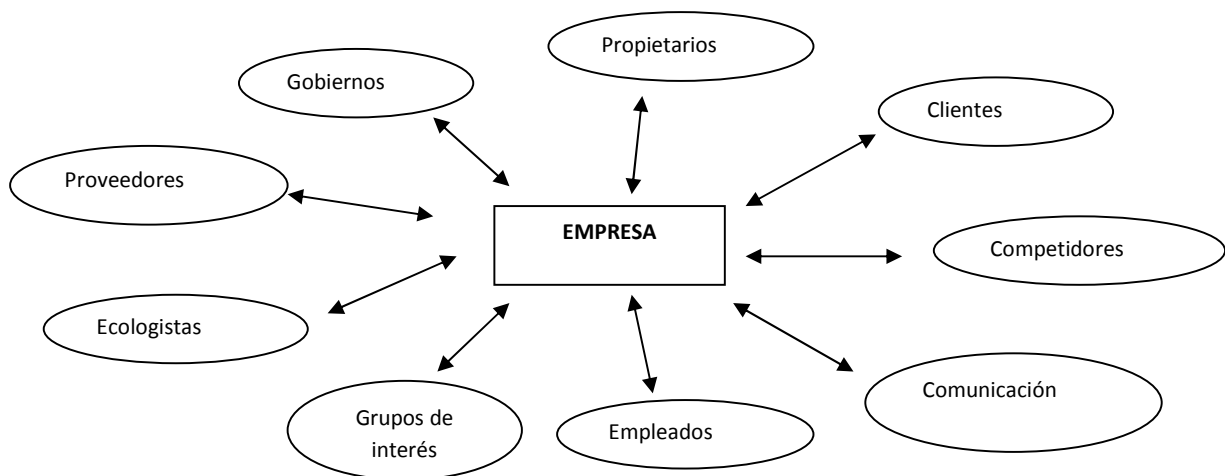 Propietarios
Gobiernos
Clientes
Proveedores
EMPRESA
Competidores
Ecologistas
Comunicación
Grupos de
interés
Empleados